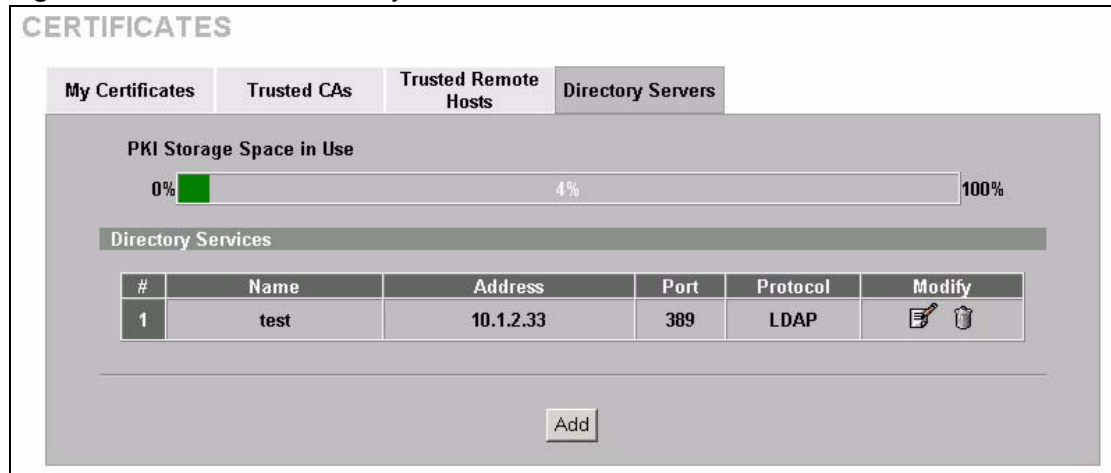 CERTIFICATES
My Certificates
Trusted CAs
Trusted Remote
Hosts
Directory Servers
PKI Storage Space in Use
0% 4% 100%
Directory Services
# Name Address Port Protocol Modify
1 test 10.1.2.33 389 LDAP
Add